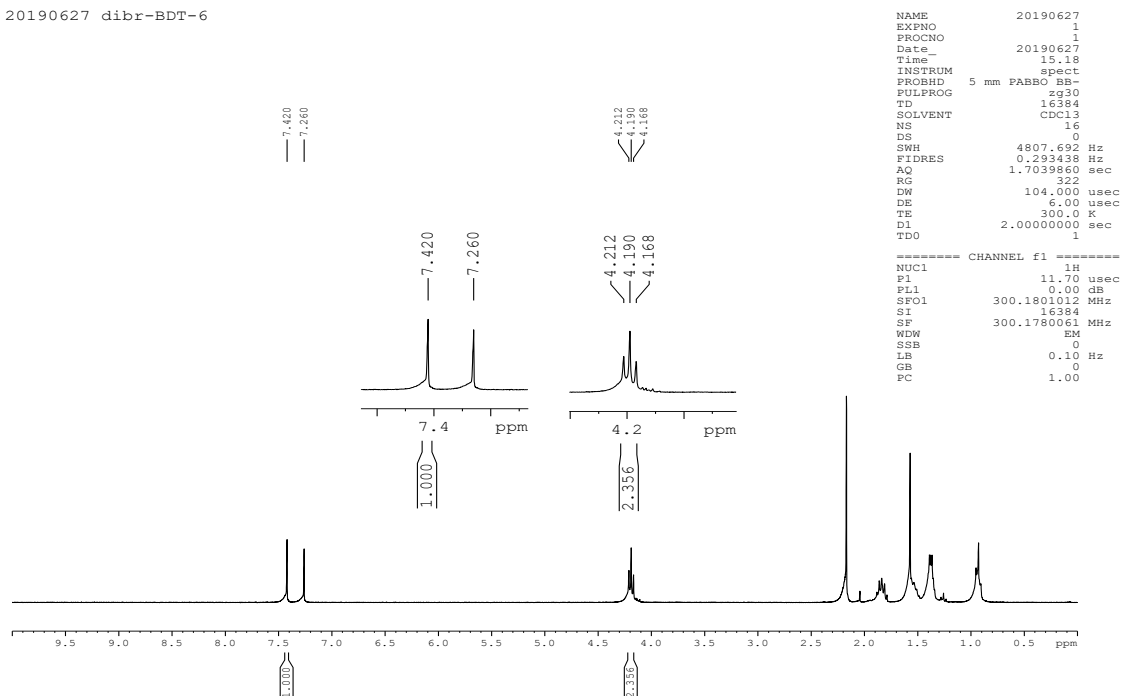 20190627 dibr-BDT-6
NAME 20190627
EXPNO 1
PROCNO 1
Date_ 20190627
Time 15.18
INSTRUM spect
PROBHD 5 mm PABBO BB-
PULPROG zg30
TD 16384
SOLVENT CDCl3
NS 16
DS 0
SWH 4807.692 Hz
FIDRES 0.293438 Hz
AQ 1.7039860 sec
RG 322
DW 104.000 usec
DE 6.00 usec
TE 300.0 K
D1 2.00000000 sec
TD0 1
======== CHANNEL f1 ========
NUC1 1H
P1 11.70 usec
PL1 0.00 dB
SFO1 300.1801012 MHz
SI 16384
SF 300.1780061 MHz
WDW EM
SSB 0
LB 0.10 Hz
GB 0
PC 1.00
7.420
7.260
4.212
4.190
4.168
7.420
7.260
4.212
4.190
4.168
7.4 ppm
4.2 ppm
1.000
2.356
9.5 9.0 8.5 8.0 7.5 7.0 6.5 6.0 5.5 5.0 4.5 4.0 3.5 3.0 2.5 2.0 1.5 1.0 0.5 ppm
1.000
2.356